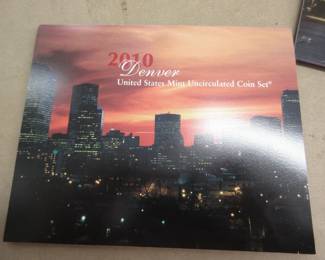 2010
Denver
United States Mint Uncirculated Coin Set®